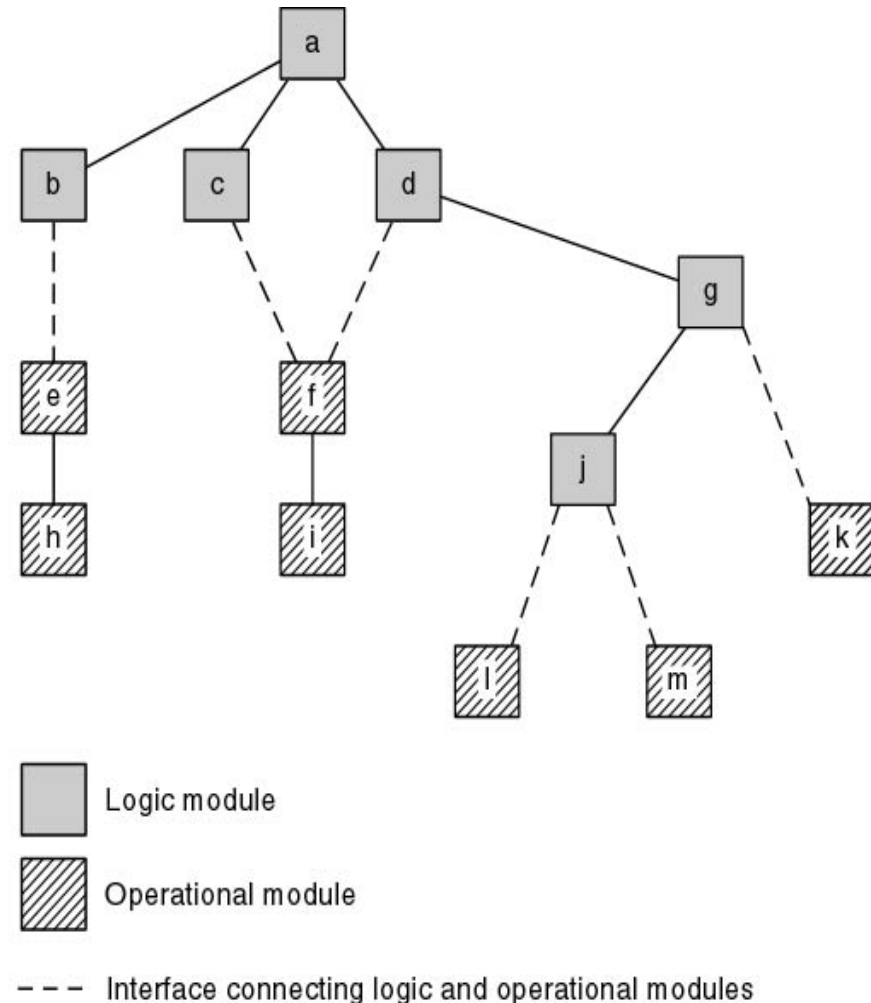 a
b
c
d
g
e
f
j
h
i
k
l
m
Logic module
Operational module
Interface connecting logic and operational modules